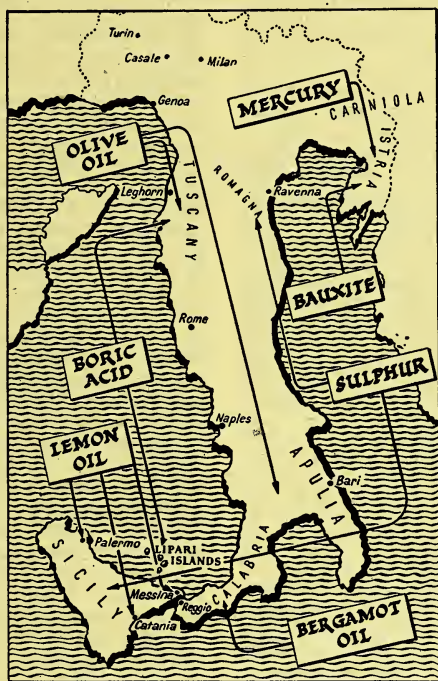 Turin
Casale
Milan
Genoa
MERCURY
CARNIOLA
ISTRIA
OLIVE
OIL
TUSCANY
Leghorn
ROMAGNA
Ravenna
BAUXITE
Rome
BORIC
ACID
SULPHUR
Naples
LEMON
OIL
APULIA
Bari
Palermo
LIPARI
ISLANDS
SICILY
CALABRIA
Messina
Reggio
Catania
BERGAMOT
OIL